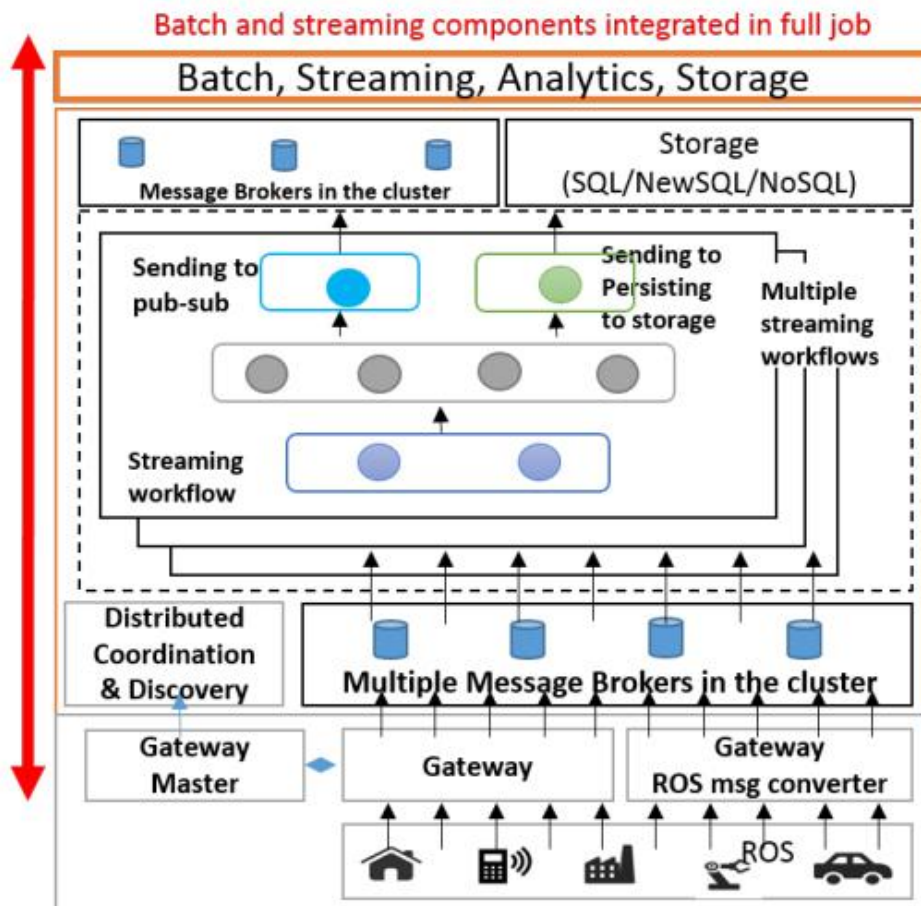 Batch and streaming components integrated in full job
Batch, Streaming, Analytics, Storage
Message Brokers in the cluster
Storage
(SQL/NewSQL/NoSQL)
Sending to
pub-sub
Sending to
Persisting
to storage
Multiple
streaming
workflows
Streaming
workflow
Distributed
Coordination
& Discovery
Multiple Message Brokers in the cluster
Gateway
Master
Gateway
Gateway
ROS msg converter
ROS